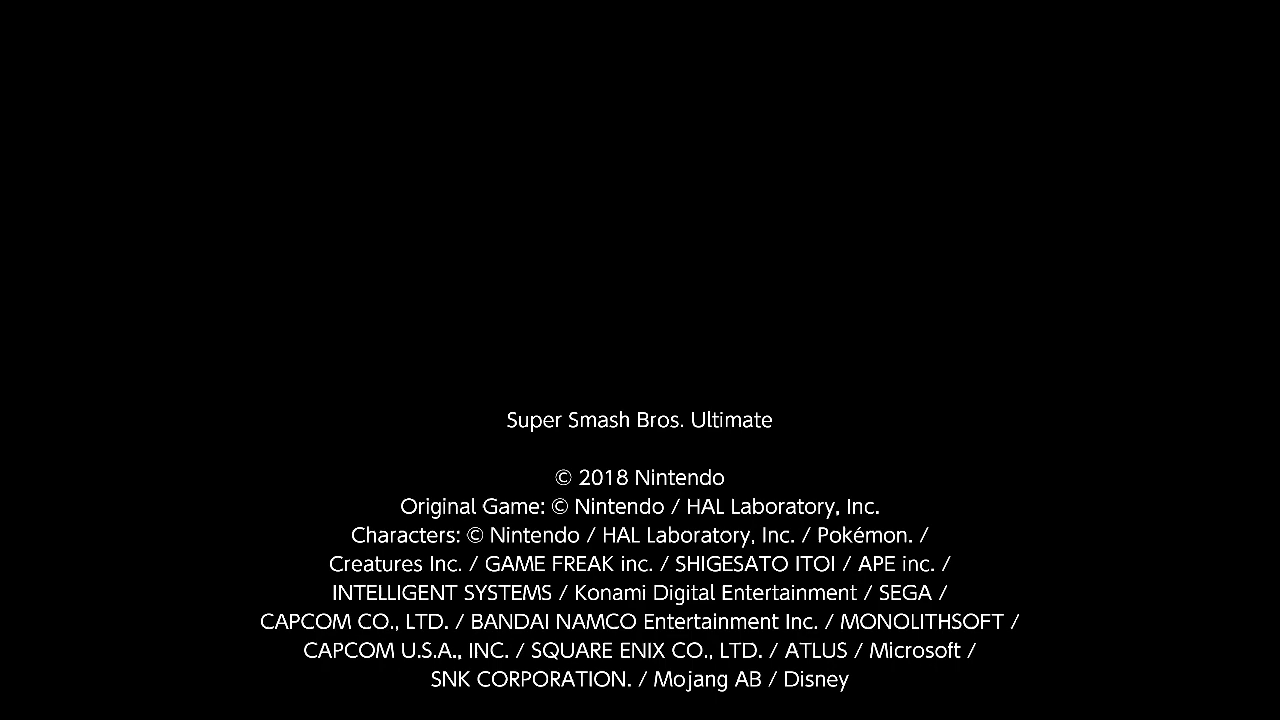 Super Smash Bros. Ultimate
© 2018 Nintendo
Original Game: © Nintendo / HAL Laboratory, Inc.
Characters: © Nintendo / HAL Laboratory, Inc. / Pokémon. /
Creatures Inc. / GAME FREAK inc. / SHIGESATO ITOI / APE inc. /
INTELLIGENT SYSTEMS / Konami Digital Entertainment / SEGA /
CAPCOM CO., LTD. / BANDAI NAMCO Entertainment Inc. / MONOLITHSOFT /
CAPCOM U.S.A., INC. / SQUARE ENIX CO., LTD. / ATLUS / Microsoft /
SNK CORPORATION. / Mojang AB / Disney